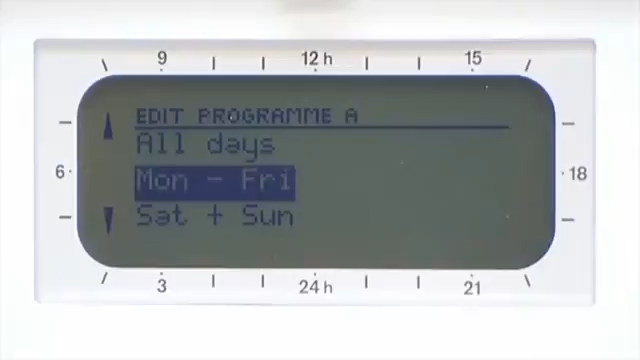 9 12 h 15
EDIT PROGRAMME A
All days
6 Mon - Fri 18
Sat + Sun
3 24 h 21